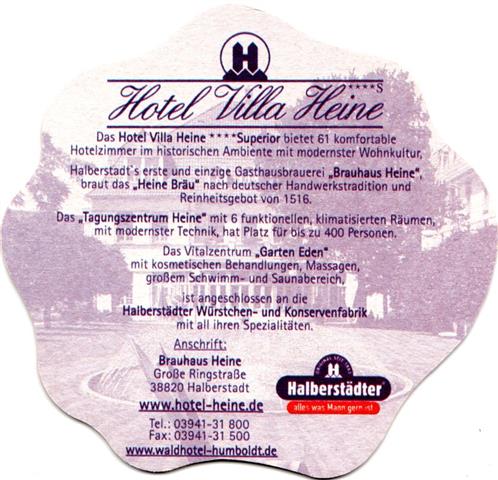 H
****S
Hotel Villa Heine
Das Hotel Villa Heine ****Superior bietet 61 komfortable
Hotelzimmer im historischen Ambiente mit modernster Wohnkultur,
Halberstadt`s erste und einzige Gasthausbrauerei „Brauhaus Heine",
braut das „Heine Bräu" nach deutscher Handwerkstradition und
Reinheitsgebot von 1516.
Das „Tagungszentrum Heine" mit 6 funktionellen, klimatisierten Räumen,
mit modernster Technik, hat Platz für bis zu 400 Personen.
Das Vitalzentrum „Garten Eden"
mit kosmetischen Behandlungen, Massagen,
großem Schwimm- und Saunabereich,
ist angeschlossen an die
Halberstädter Würstchen- und Konservenfabrik
mit all ihren Spezialitäten.
Anschrift:
Brauhaus Heine
Große Ringstraße
38820 Halberstadt
www.hotel-heine.de
Tel.: 03941-31 800
Fax: 03941-31 500
www.waldhotel-humboldt.de
H
Halberstädter
alles was Mann gern ist